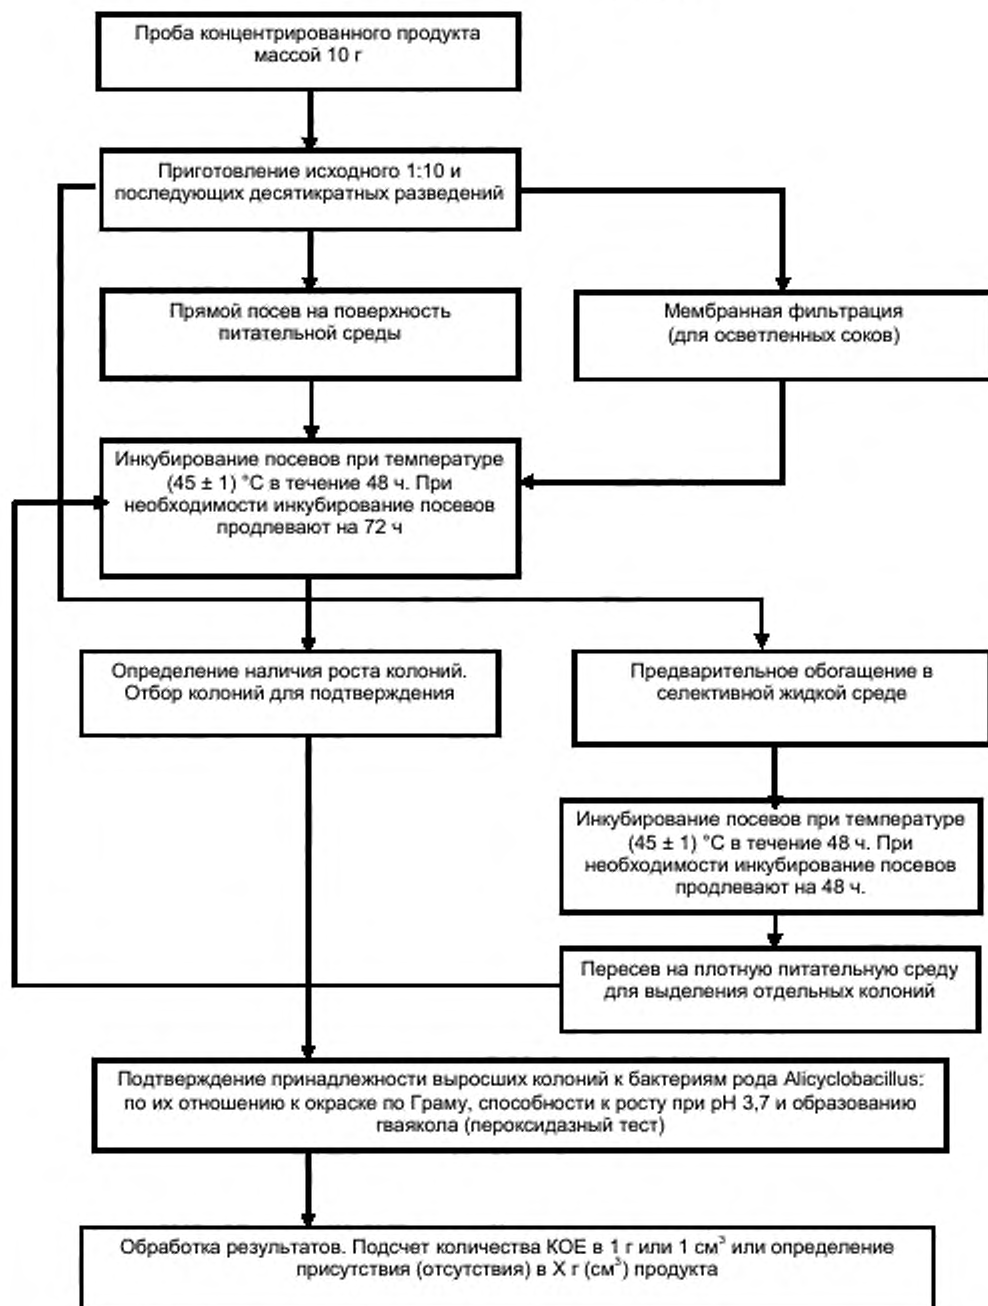 Проба концентрированного продукта
массой 10 г
Приготовление исходного 1:10 и
последующих десятикратных разведений
Прямой посев на поверхность
питательной среды
Мембранная фильтрация
(для осветленных соков)
Инкубирование посевов при температуре
(45 ± 1) °С в течение 48 ч. При
необходимости инкубирование посевов
продлевают на 72 ч
Определение наличия роста колоний.
Отбор колоний для подтверждения
Предварительное обогащение в
селективной жидкой среде
Инкубирование посевов при температуре
(45 ± 1) °С в течение 48 ч. При
необходимости инкубирование посевов
продлевают на 48 ч.
Пересев на плотную питательную среду
для выделения отдельных колоний
Подтверждение принадлежности выросших колоний к бактериям рода Alicyclobacillus:
по их отношению к окраске по Граму, способности к росту при pH 3,7 и образованию
гваякола (пероксидазный тест)
Обработка результатов. Подсчет количества КОЕ в 1 г или 1 см³ или определение
присутствия (отсутствия) в X г (см³) продукта